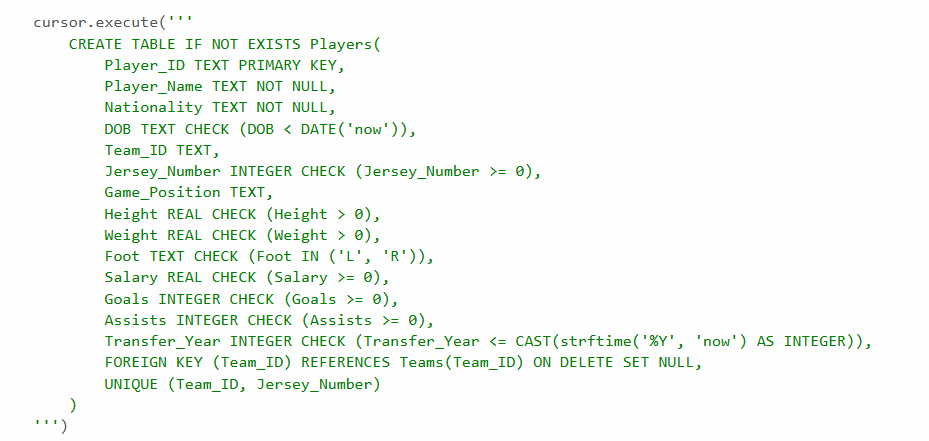 cursor.execute('''
    CREATE TABLE IF NOT EXISTS Players(
        Player_ID TEXT PRIMARY KEY,
        Player_Name TEXT NOT NULL,
        Nationality TEXT NOT NULL,
        DOB TEXT CHECK (DOB < DATE('now')),
        Team_ID TEXT,
        Jersey_Number INTEGER CHECK (Jersey_Number >= 0),
        Game_Position TEXT,
        Height REAL CHECK (Height > 0),
        Weight REAL CHECK (Weight > 0),
        Foot TEXT CHECK (Foot IN ('L', 'R')),
        Salary REAL CHECK (Salary >= 0),
        Goals INTEGER CHECK (Goals >= 0),
        Assists INTEGER CHECK (Assists >= 0),
        Transfer_Year INTEGER CHECK (Transfer_Year <= CAST(strftime('%Y', 'now') AS INTEGER)),
        FOREIGN KEY (Team_ID) REFERENCES Teams(Team_ID) ON DELETE SET NULL,
        UNIQUE (Team_ID, Jersey_Number)
    )
''')